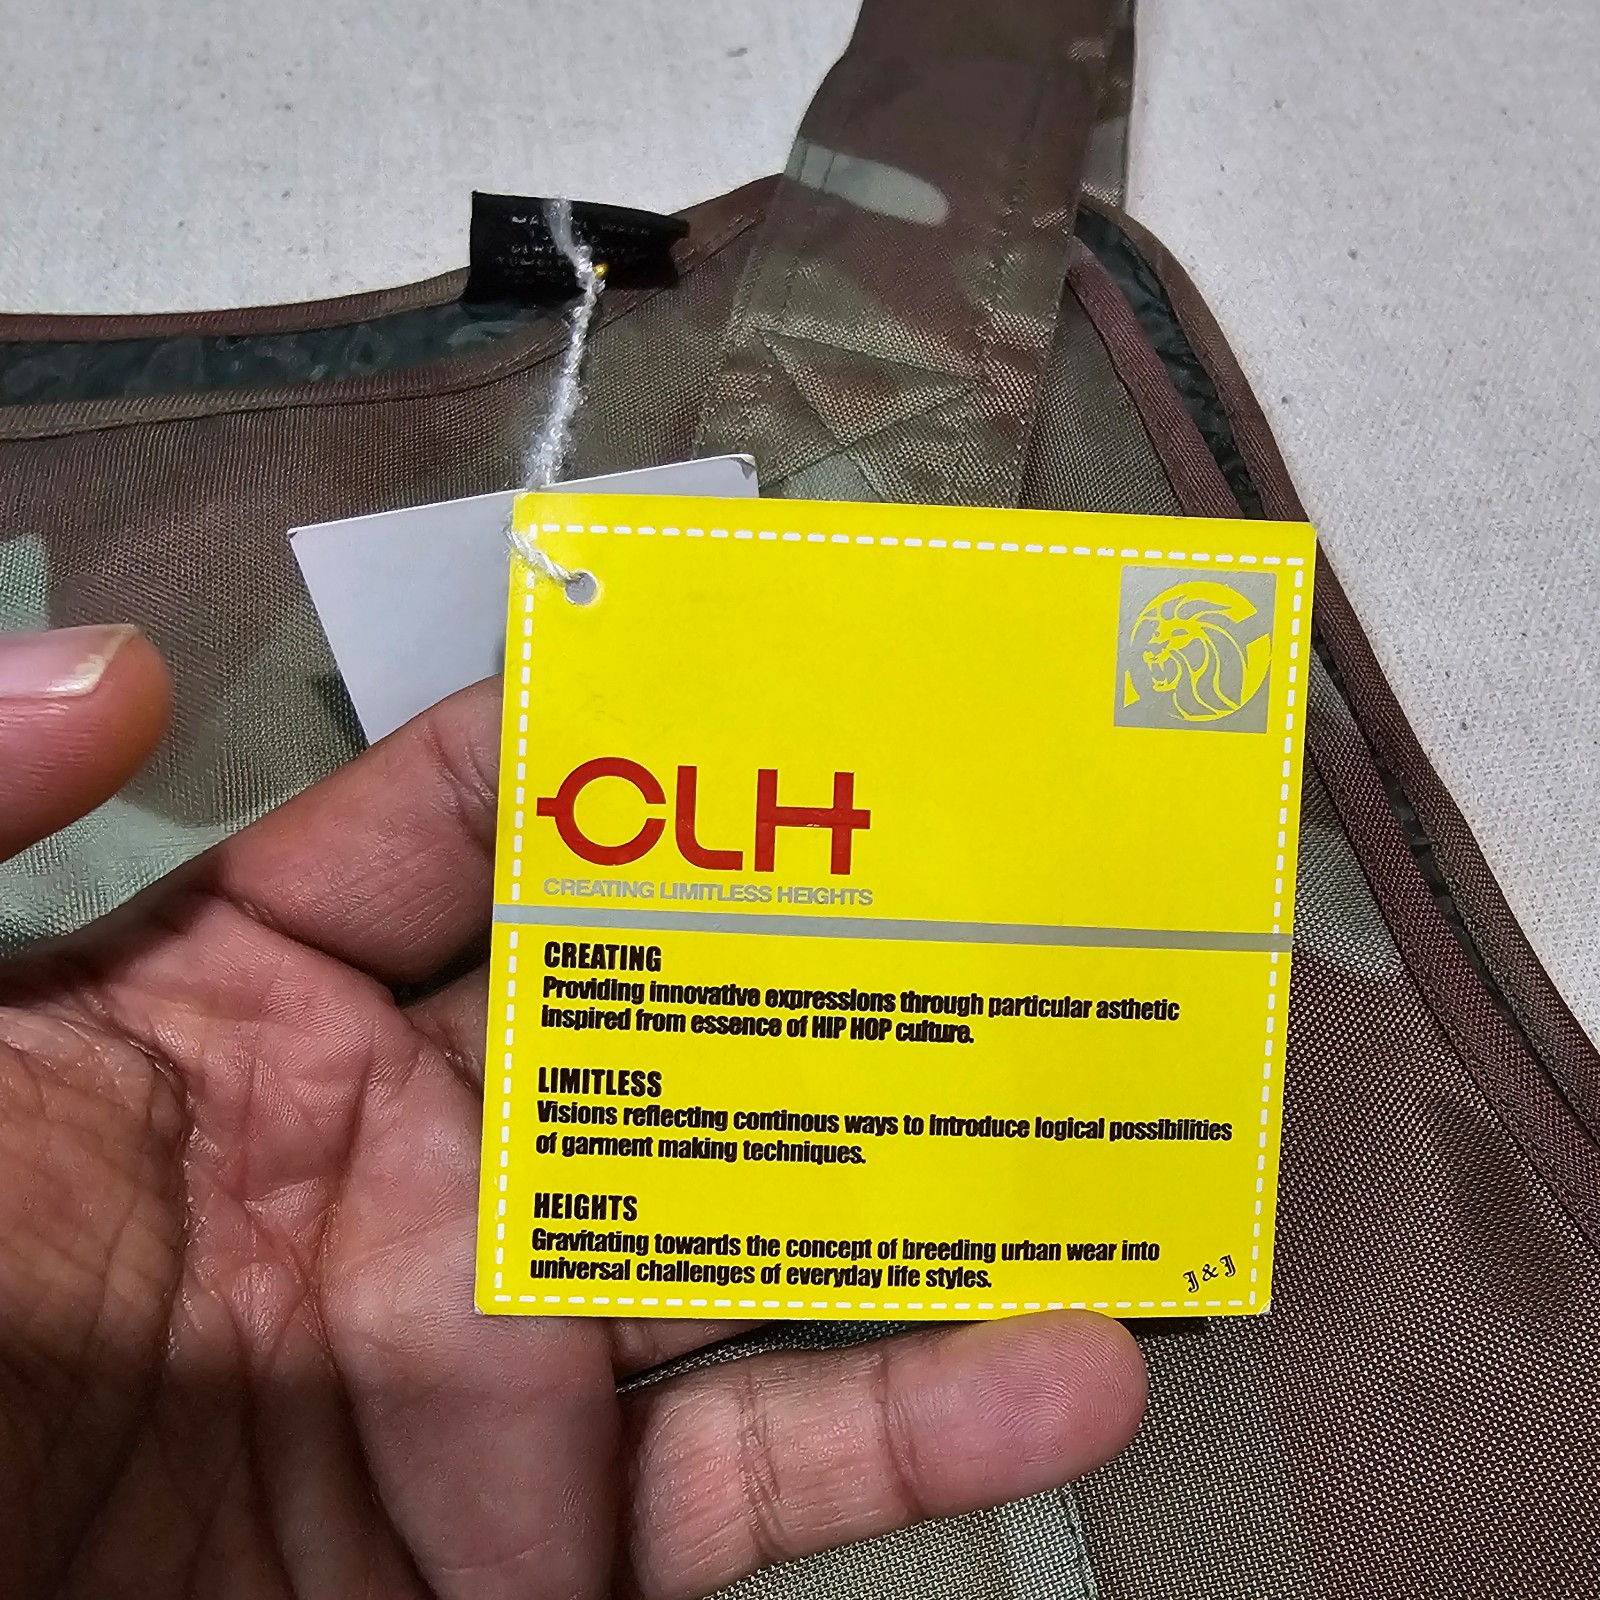 WASH
CLH
CREATING LIMITLESS HEIGHTS
CREATING
Providing innovative expressions through particular asthetic
inspired from essence of HIP HOP culture.
LIMITLESS
Visions reflecting continous ways to introduce logical possibilities
of garment making techniques.
HEIGHTS
Gravitating towards the concept of breeding urban wear into
universal challenges of everyday life styles.
J & J